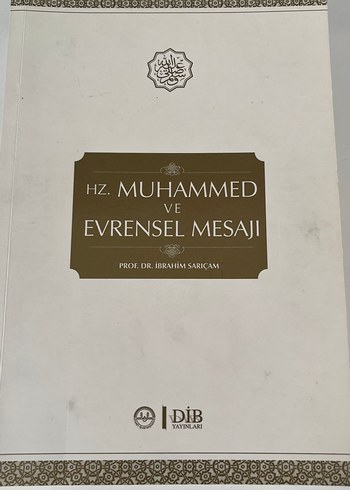 HZ. MUHAMMED
VE
EVRENSEL MESAJI
PROF. DR. İBRAHİM SARIÇAM
DİB
YAYINLARI